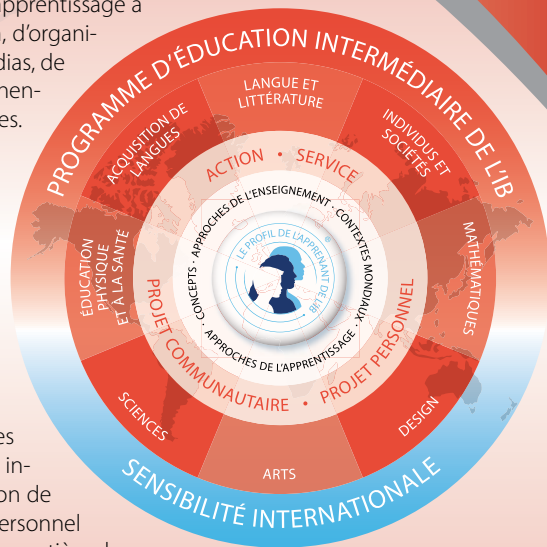 apprentissage à
d'organi-
dias, de
es.
PROGRAMME D'ÉDUCATION INTERMÉDIAIRE DE L'IB
LANGUE ET
LITTÉRATURE
INDIVIDUS ET
SOCIÉTÉS
MATHÉMATIQUES
DESIGN
ARTS
SCIENCES
ÉDUCATION
PHYSIQUE
ET À LA SANTÉ
ACQUISITION DE
LANGUES
ACTION • SERVICE
PROJET COMMUNAUTAIRE • PROJET PERSONNEL
APPROCHES DE L'ENSEIGNEMENT · CONTEXTES MONDIAUX · APPROCHES DE L'APPRENTISSAGE · CONCEPTS ·
LE PROFIL DE L'APPRENANT DE L'IB
®
SENSIBILITÉ INTERNATIONALE
es
in-
on de
ersonnel